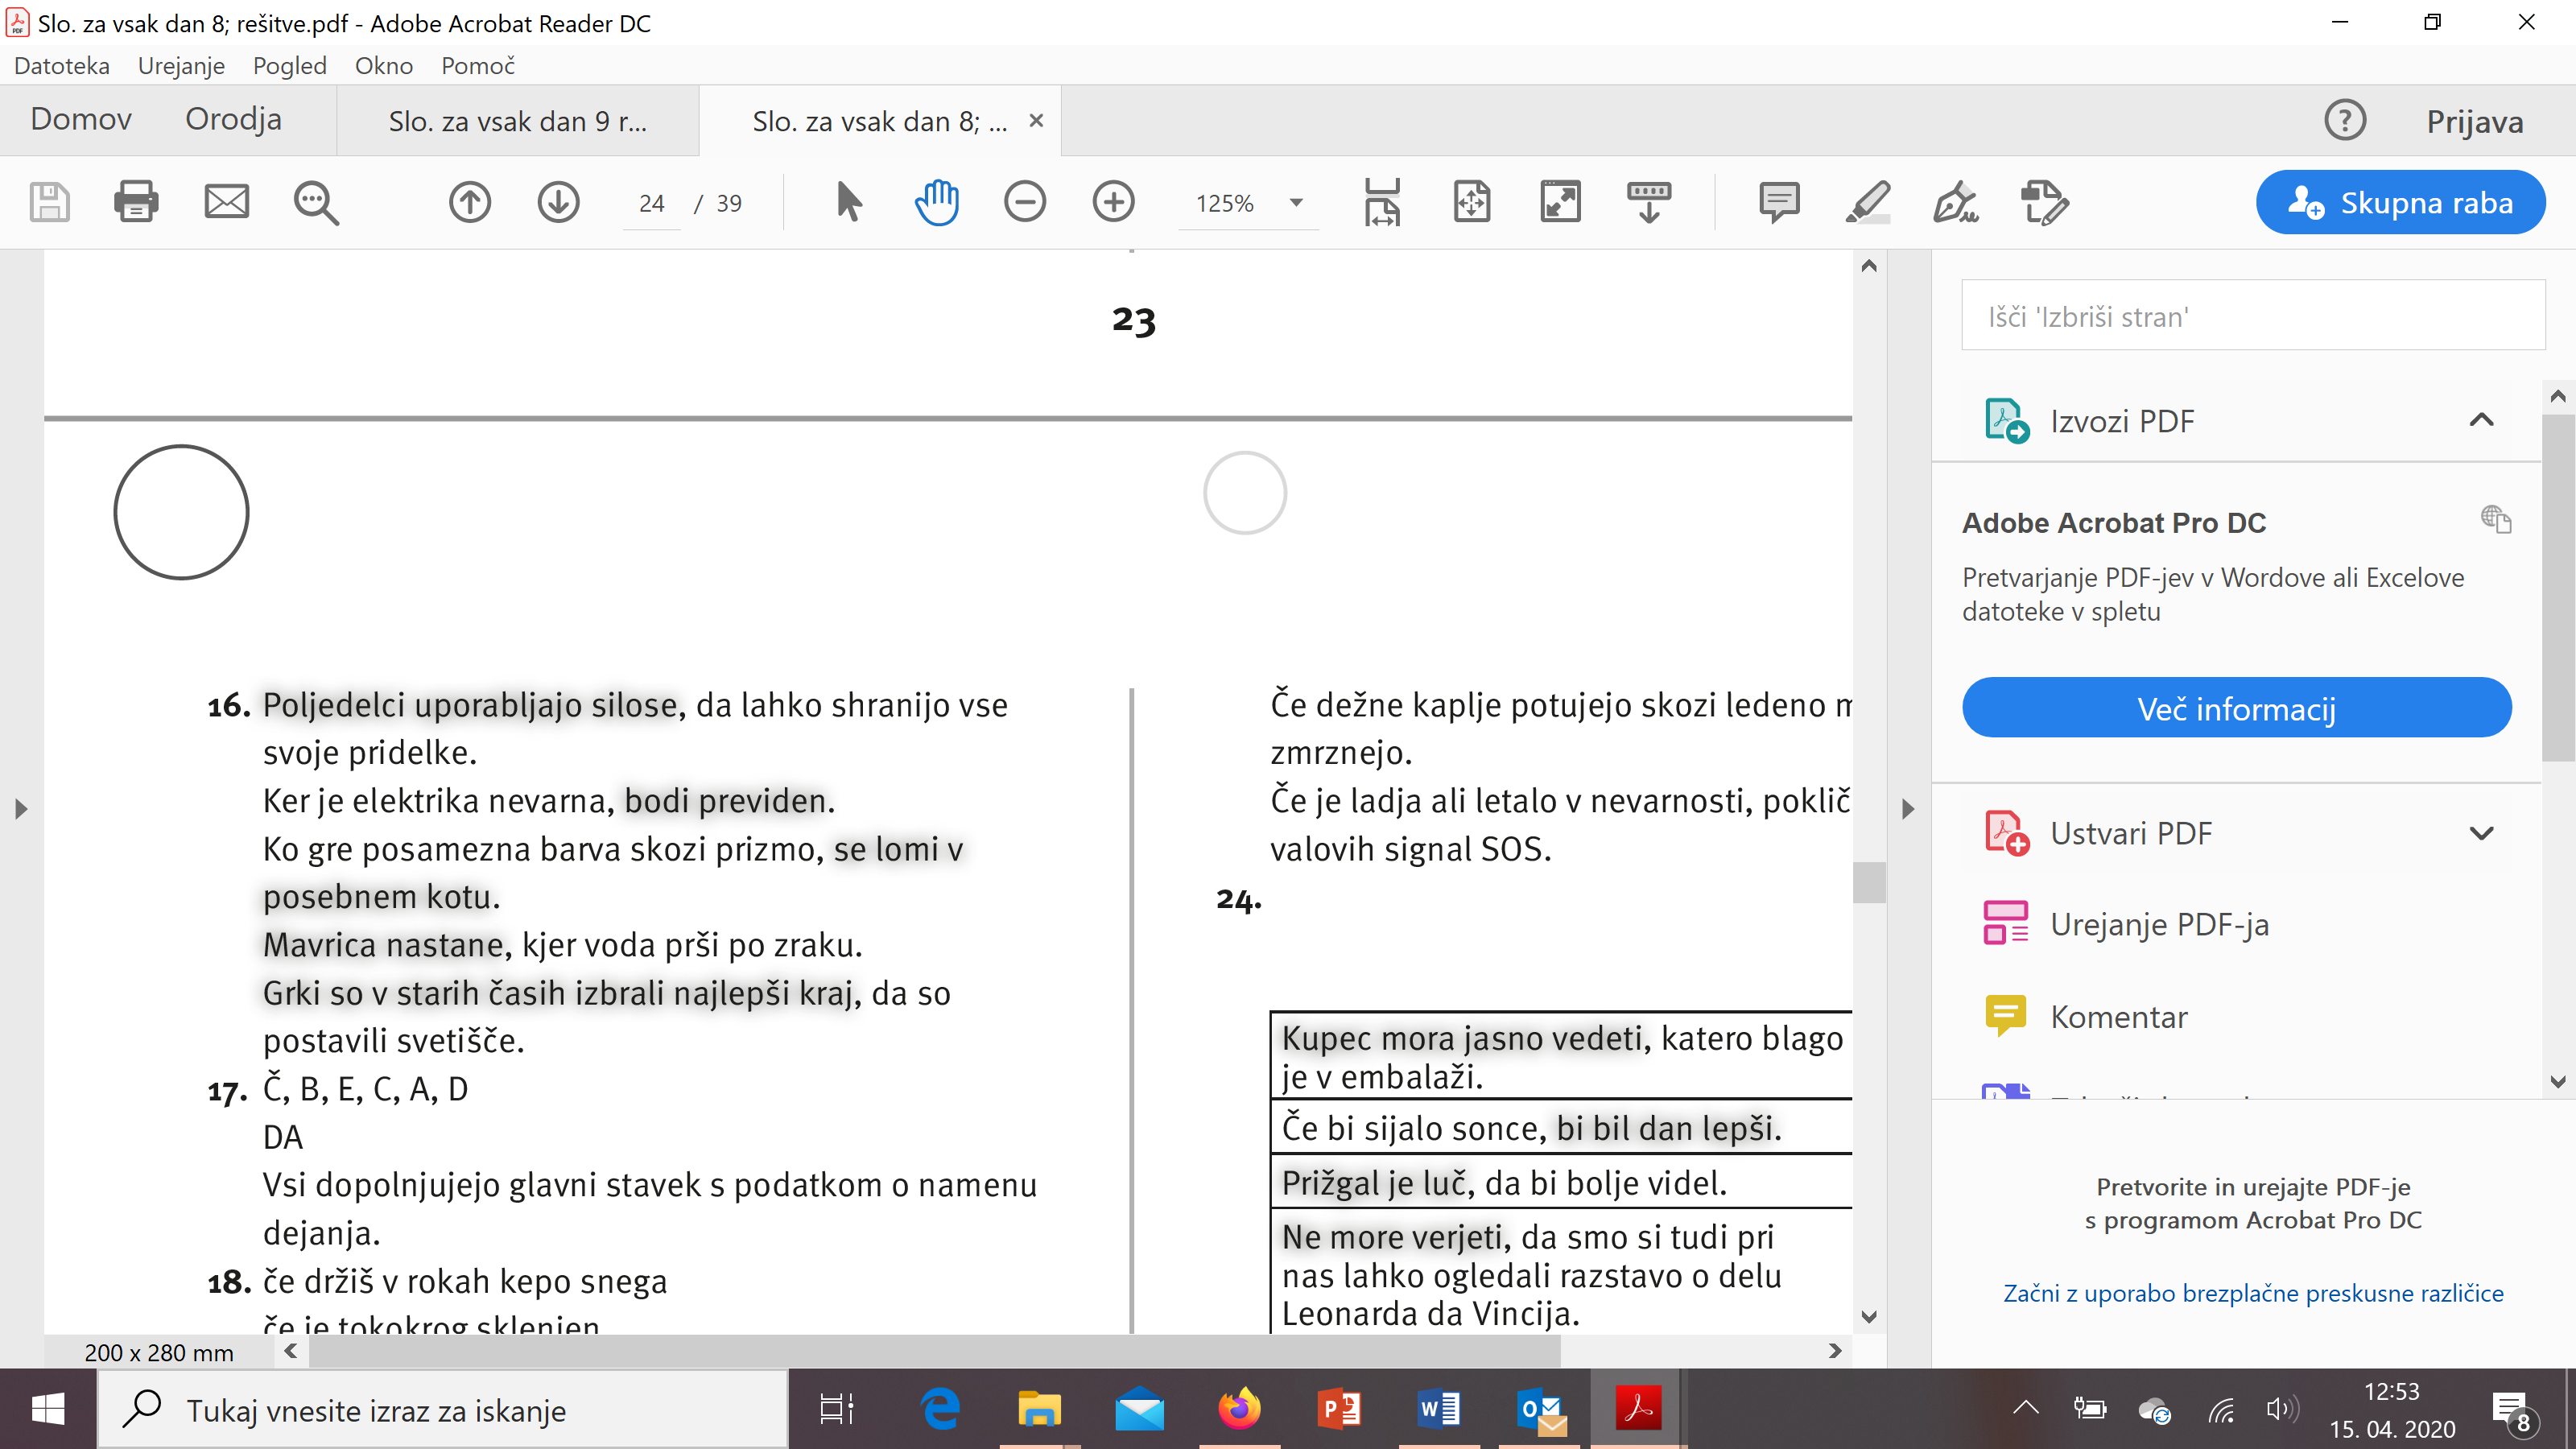 Slo. za vsak dan 8; rešitve.pdf - Adobe Acrobat Reader DC
Datoteka Urejanje Pogled Okno Pomoč
Domov Orodja Slo. za vsak dan 9 r... Slo. za vsak dan 8; ... Prijava
24 / 39 125% Skupna raba
23
16. Poljedelci uporabljajo silose, da lahko shranijo vse
svoje pridelke.
Ker je elektrika nevarna, bodi previden.
Ko gre posamezna barva skozi prizmo, se lomi v
posebnem kotu.
Mavrica nastane, kjer voda prši po zraku.
Grki so v starih časih izbrali najlepši kraj, da so
postavili svetišče.
17. Č, B, E, C, A, D
DA
Vsi dopolnjujejo glavni stavek s podatkom o namenu
dejanja.
18. če držiš v rokah kepo snega
če je tokokrog sklenjen
Če dežne kaplje potujejo skozi ledeno
zmrznejo.
Če je ladja ali letalo v nevarnosti,
valovih signal SOS.
24.
Kupec mora jasno vedeti, katero blago
je v embalaži.
Če bi sijalo sonce, bi bil dan lepši.
Prižgal je luč, da bi bolje videl.
Ne more verjeti, da smo si tudi pri
nas lahko ogledali razstavo o delu
Leonarda da Vincija.
Išči 'Izbriši stran'
Izvozi PDF
Adobe Acrobat Pro DC
Pretvarjanje PDF-jev v Wordove ali Excelove
datoteke v spletu
Več informacij
Ustvari PDF
Urejanje PDF-ja
Komentar
Pretvorite in urejajte PDF-je
s programom Acrobat Pro DC
Začni z uporabo brezplačne preskusne različice
200 x 280 mm
Tukaj vnesite izraz za iskanje
12:53
15. 04. 2020
8